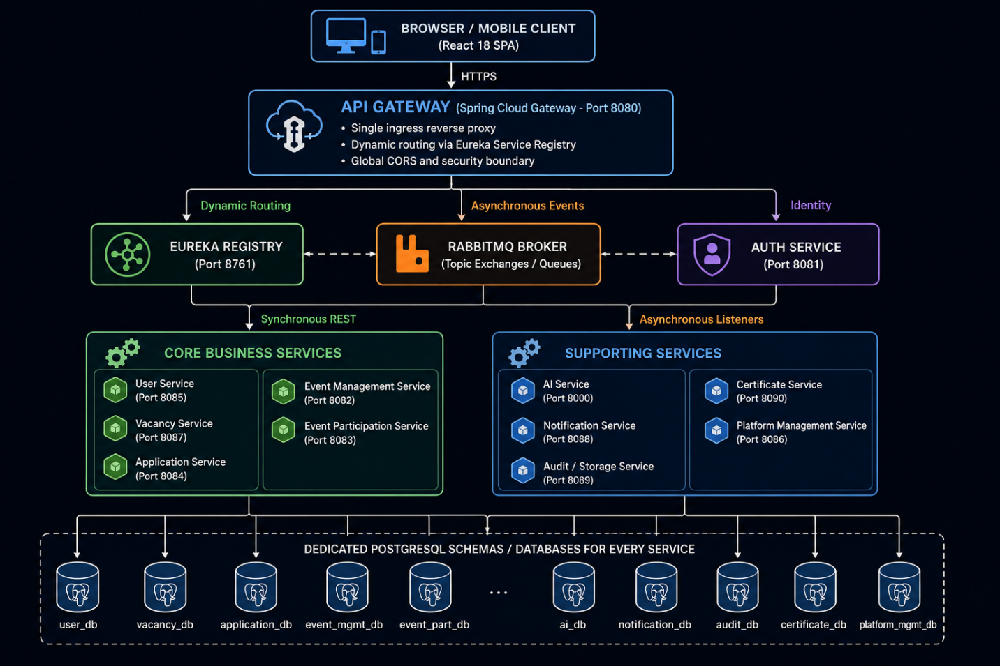 BROWSER / MOBILE CLIENT
(React 18 SPA)
HTTPS
API GATEWAY (Spring Cloud Gateway - Port 8080)
• Single ingress reverse proxy
• Dynamic routing via Eureka Service Registry
• Global CORS and security boundary
Dynamic Routing
Asynchronous Events
Identity
EUREKA REGISTRY
(Port 8761)
RABBITMQ BROKER
(Topic Exchanges / Queues)
AUTH SERVICE
(Port 8081)
Synchronous REST
Asynchronous Listeners
CORE BUSINESS SERVICES
User Service
(Port 8085)
Vacancy Service
(Port 8087)
Application Service
(Port 8084)
Event Management Service
(Port 8082)
Event Participation Service
(Port 8083)
SUPPORTING SERVICES
AI Service
(Port 8000)
Notification Service
(Port 8088)
Audit / Storage Service
(Port 8089)
Certificate Service
(Port 8090)
Platform Management Service
(Port 8086)
DEDICATED POSTGRESQL SCHEMAS / DATABASES FOR EVERY SERVICE
...
user_db
vacancy_db
application_db
event_mgmt_db
event_part_db
ai_db
notification_db
audit_db
certificate_db
platform_mgmt_db